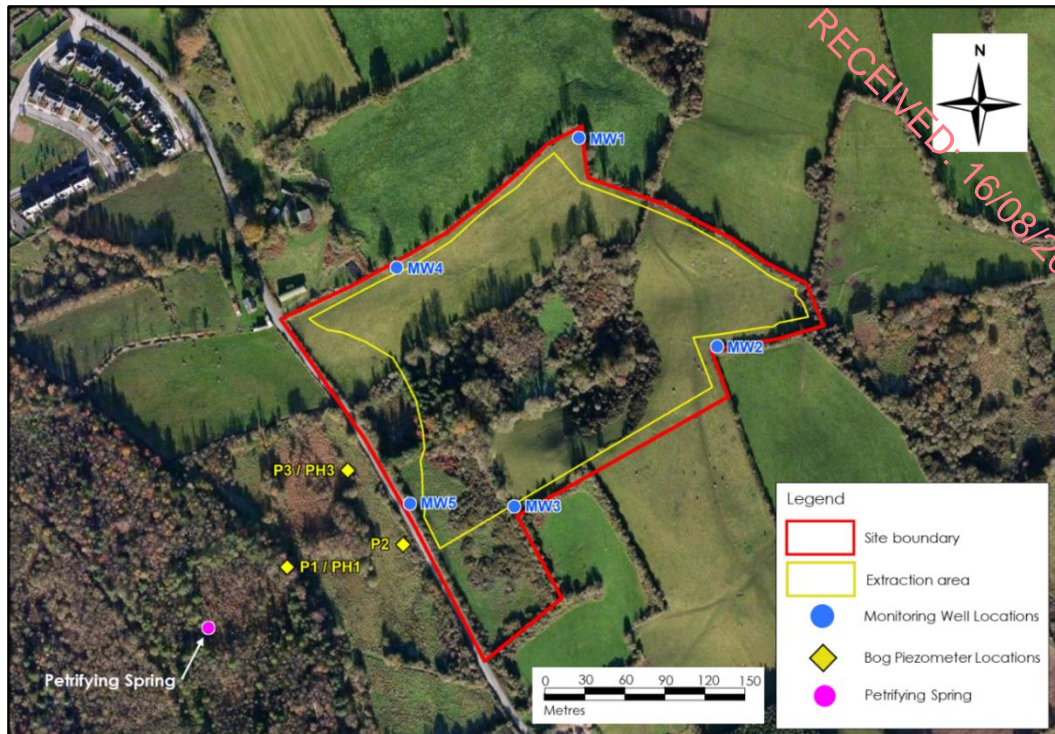 RECEIVED: 16/08/20
N
MW1
MW4
MW2
P3 / PH3
MW5
MW3
P2
P1 / PH1
Petrifying Spring
0 30 60 90 120 150
Metres
Legend
Site boundary
Extraction area
Monitoring Well Locations
Bog Piezometer Locations
Petrifying Spring